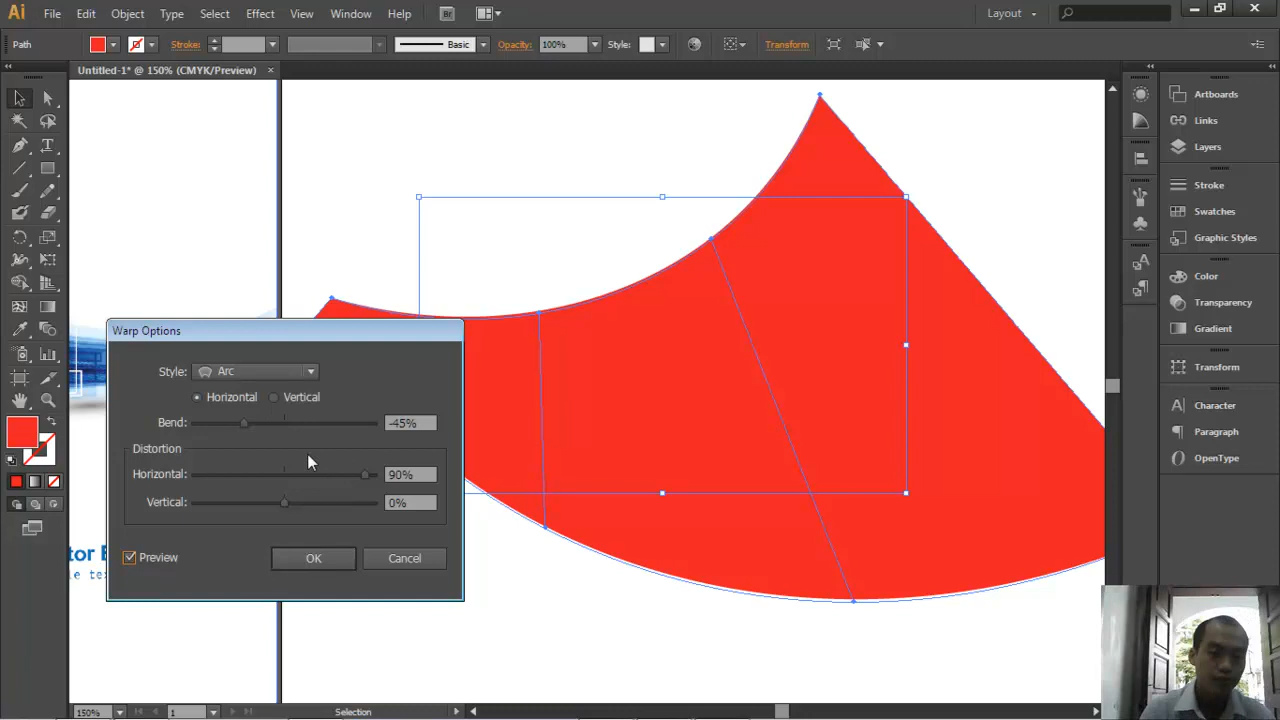 Ai File Edit Object Type Select Effect View Window Help Br Layout
Path Stroke: Basic Opacity: 100% Style: Transform
Untitled-1* @ 150% (CMYK/Preview) ×
Artboards
Links
Layers
Stroke
Swatches
Graphic Styles
Color
Transparency
Gradient
Transform
Character
Paragraph
OpenType
Warp Options
Style: Arc
Horizontal Vertical
Bend: -45%
Distortion
Horizontal: 90%
Vertical: 0%
Preview OK Cancel
150% 1 Selection